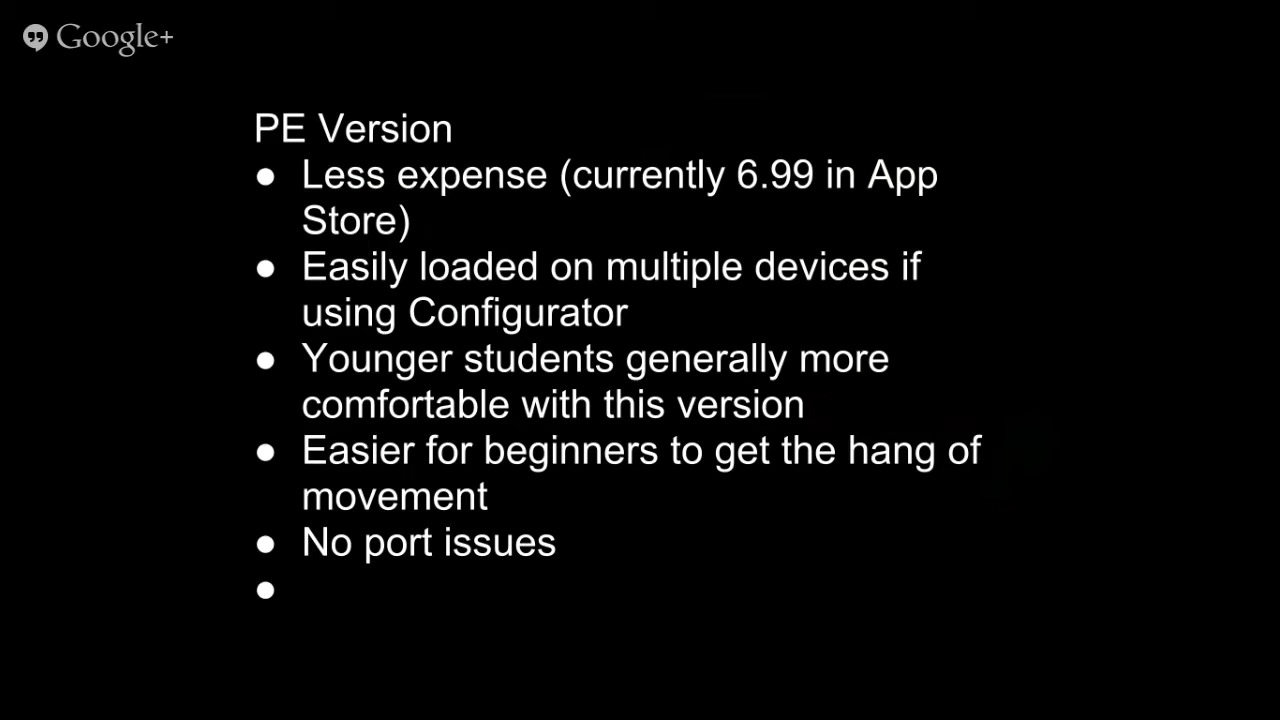 Google+
PE Version
● Less expense (currently 6.99 in App
Store)
● Easily loaded on multiple devices if
using Configurator
● Younger students generally more
comfortable with this version
● Easier for beginners to get the hang of
movement
● No port issues
●